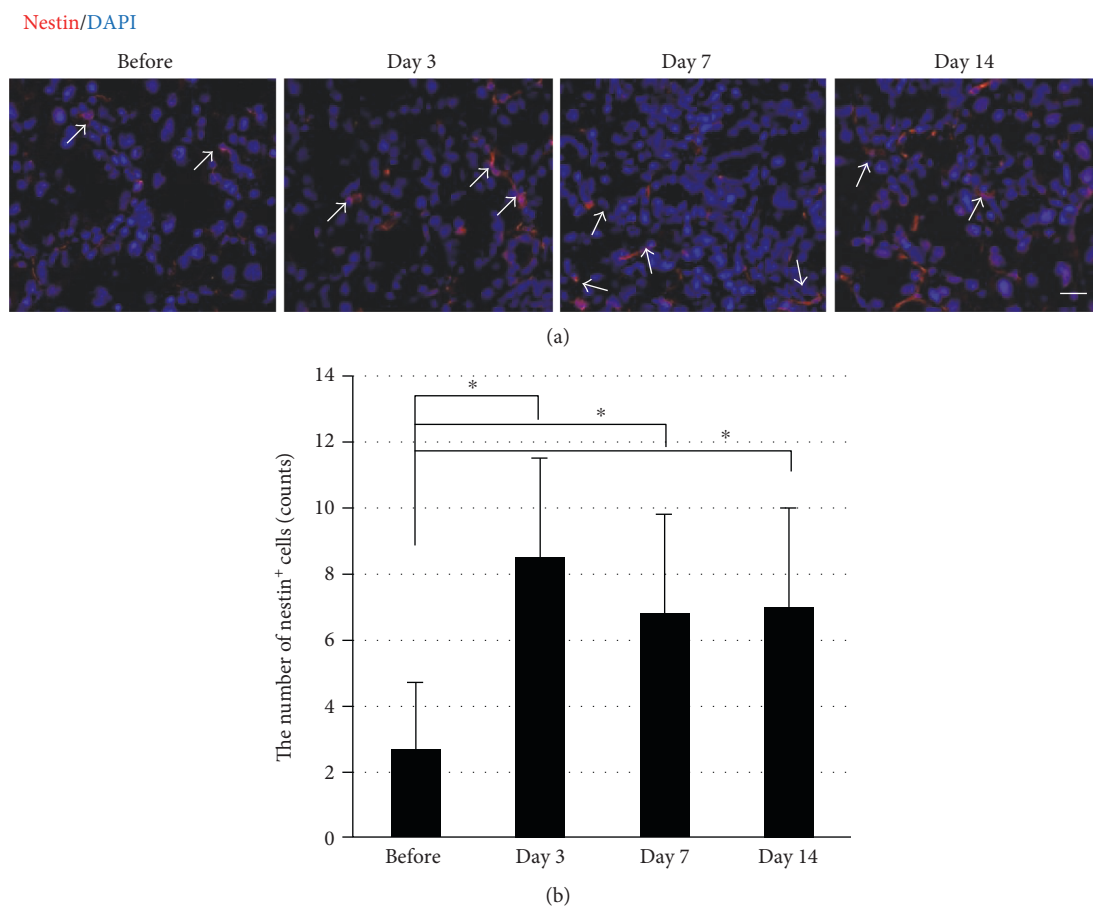 Nestin/DAPI
Before Day 3 Day 7 Day 14
(a)
14
12
10
8
6
4
2
0
The number of nestin⁺ cells (counts)
*
*
*
Before Day 3 Day 7 Day 14
(b)